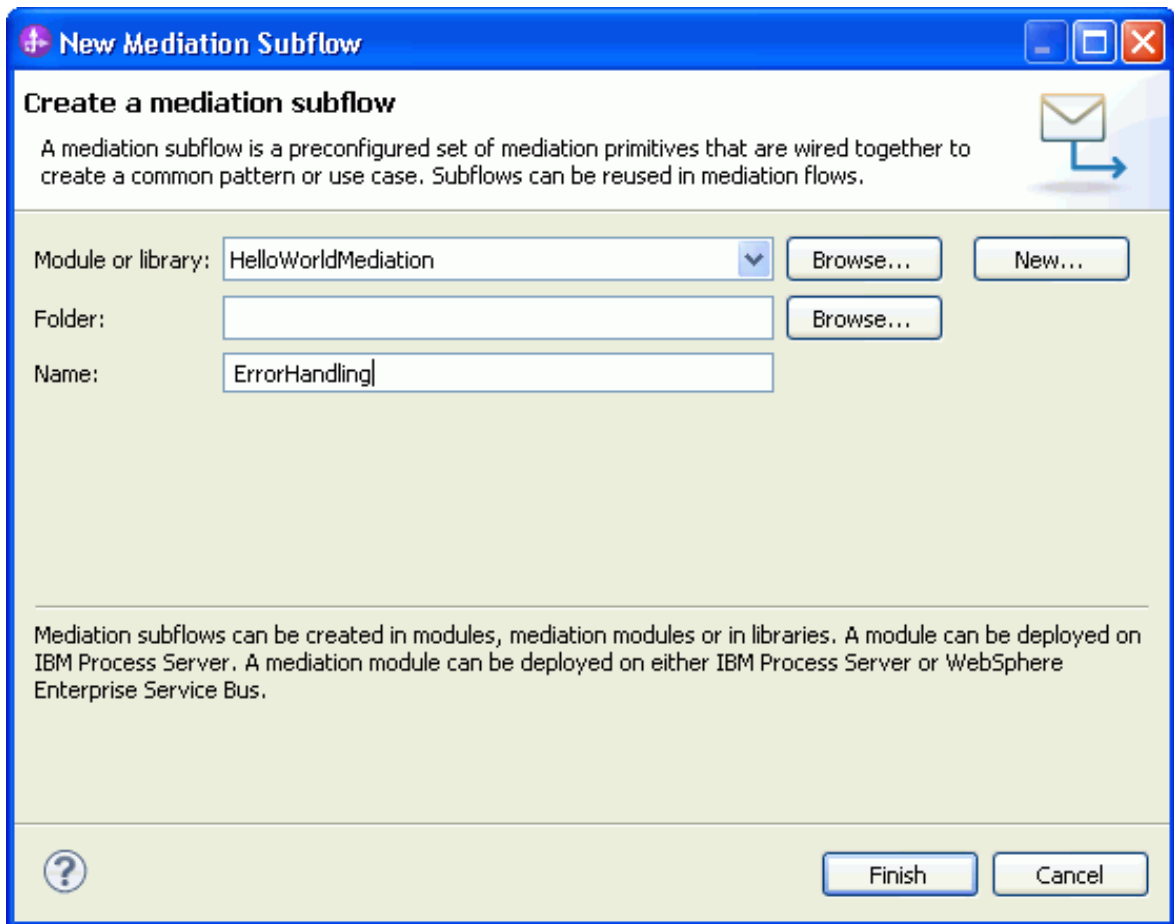 New Mediation Subflow
Create a mediation subflow
A mediation subflow is a preconfigured set of mediation primitives that are wired together to
create a common pattern or use case. Subflows can be reused in mediation flows.
Module or library: HelloWorldMediation Browse... New...
Folder: Browse...
Name: ErrorHandling
Mediation subflows can be created in modules, mediation modules or in libraries. A module can be deployed on
IBM Process Server. A mediation module can be deployed on either IBM Process Server or WebSphere
Enterprise Service Bus.
? Finish Cancel